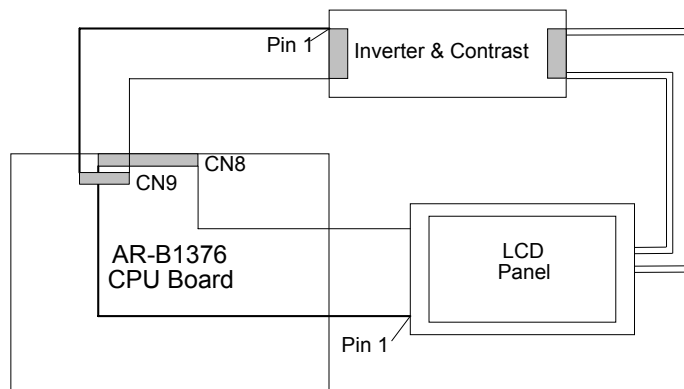 Pin 1
Inverter & Contrast
CN8
CN9
AR-B1376
CPU Board
LCD
Panel
Pin 1